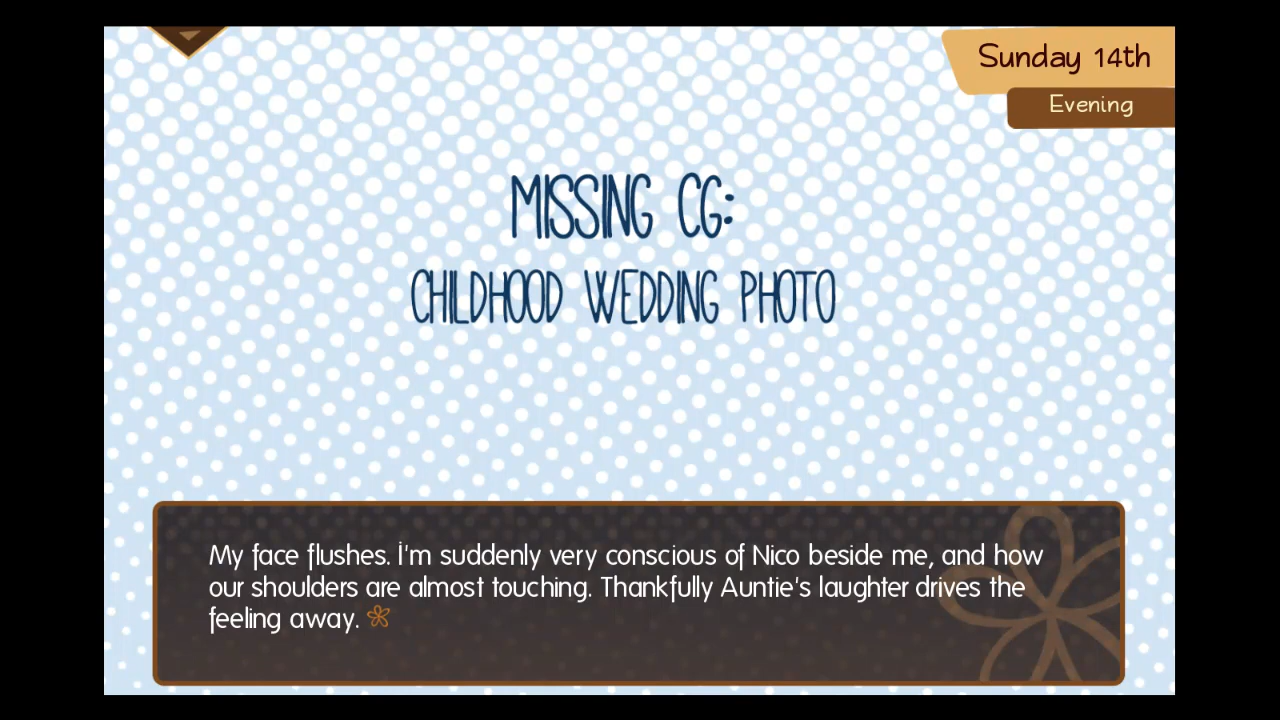 Sunday 14th
Evening
MISSING CG:
CHILDHOOD WEDDING PHOTO
My face flushes. I'm suddenly very conscious of Nico beside me, and how
our shoulders are almost touching. Thankfully Auntie's laughter drives the
feeling away.